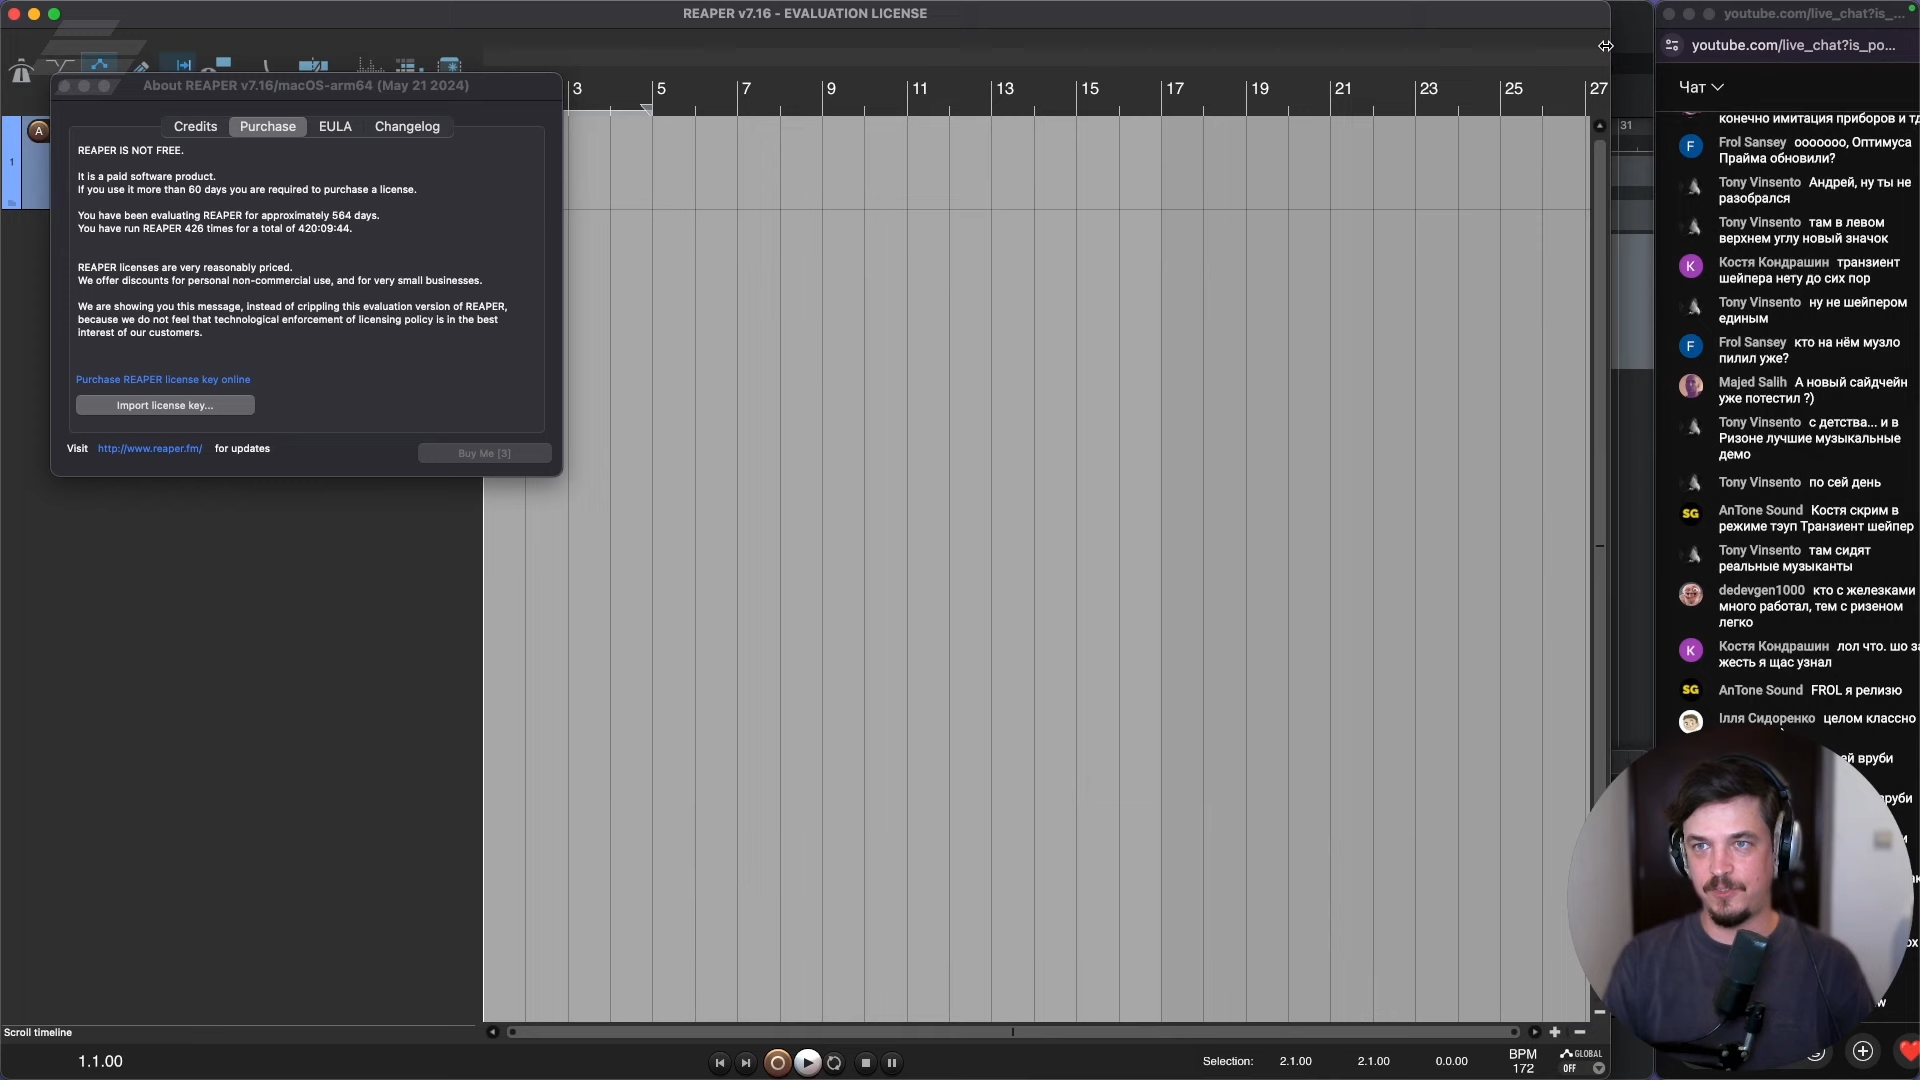 REAPER v7.16 - EVALUATION LICENSE
About REAPER v7.16/macOS-arm64 (May 21 2024)
Credits
Purchase
EULA
Changelog
REAPER IS NOT FREE.
It is a paid software product.
If you use it more than 60 days you are required to purchase a license.
You have been evaluating REAPER for approximately 564 days.
You have run REAPER 426 times for a total of 420:09:44.
REAPER licenses are very reasonably priced.
We offer discounts for personal non-commercial use, and for very small businesses.
We are showing you this message, instead of crippling this evaluation version of REAPER,
because we do not feel that technological enforcement of licensing policy is in the best
interest of our customers.
Purchase REAPER license key online
Import license key...
Visit http://www.reaper.fm/ for updates
Buy Me [3]
A
1
3 5 7 9 11 13 15 17 19 21 23 25 27
31
Scroll timeline
1.1.00
Selection: 2.1.00 2.1.00 0.0.00
BPM
172
GLOBAL
OFF
youtube.com/live_chat?is_...
youtube.com/live_chat?is_po...
Чат
конечно имитация приборов и тд
F
Frol Sansey ооооооо, Оптимуса
Прайма обновили?
Tony Vinsento Андрей, ну ты не
разобрался
Tony Vinsento там в левом
верхнем углу новый значок
K
Костя Кондрашин транзиент
шейпера нету до сих пор
Tony Vinsento ну не шейпером
единым
F
Frol Sansey кто на нём музло
пилил уже?
Majed Salih А новый сайдчейн
уже потестил ?)
Tony Vinsento с детства... и в
Ризоне лучшие музыкальные
демо
Tony Vinsento по сей день
SG
AnTone Sound Костя скрим в
режиме тэуп Транзиент шейпер
Tony Vinsento там сидят
реальные музыканты
dedevgen1000 кто с железками
много работал, тем с ризеном
легко
K
Костя Кондрашин лол что. шо за
жесть я щас узнал
SG
AnTone Sound FROL я релизю
Ілля Сидоренко целом классно
ей вруби